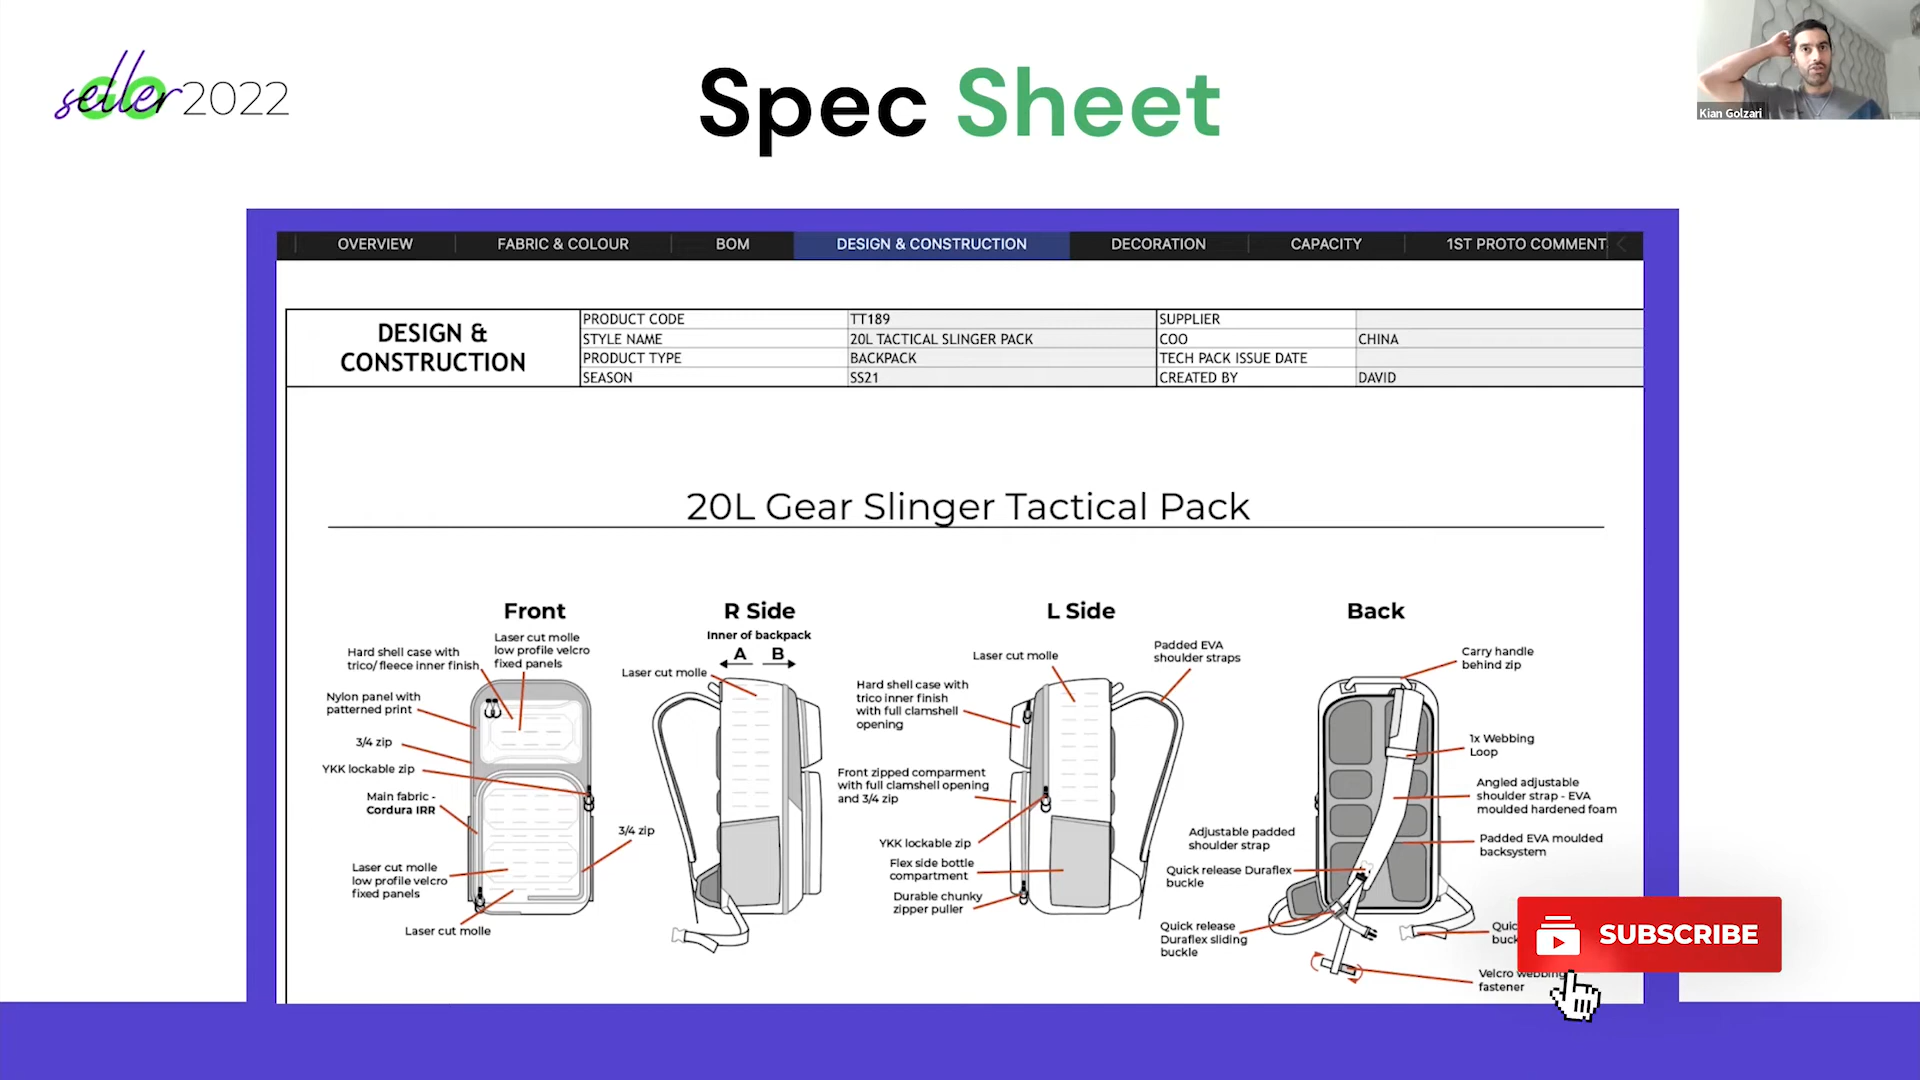 seller 2022
GO
Spec Sheet
Kian Golzari
OVERVIEW
FABRIC & COLOUR
BOM
DESIGN & CONSTRUCTION
DECORATION
CAPACITY
1ST PROTO COMMENT
DESIGN &
CONSTRUCTION
PRODUCT CODE TT189 SUPPLIER
STYLE NAME 20L TACTICAL SLINGER PACK COO CHINA
PRODUCT TYPE BACKPACK TECH PACK ISSUE DATE
SEASON SS21 CREATED BY DAVID
20L Gear Slinger Tactical Pack
Front
Laser cut molle
low profile velcro
fixed panels
Hard shell case with
trico/ fleece inner finish
Nylon panel with
patterned print
3/4 zip
YKK lockable zip
Main fabric -
Cordura IRR
3/4 zip
Laser cut molle
low profile velcro
fixed panels
Laser cut molle
R Side
Inner of backpack
A B
Laser cut molle
L Side
Laser cut molle
Padded EVA
shoulder straps
Hard shell case with
trico inner finish
with full clamshell
opening
Front zipped comparment
with full clamshell opening
and 3/4 zip
YKK lockable zip
Flex side bottle
compartment
Durable chunky
zipper puller
Back
Carry handle
behind zip
1x Webbing
Loop
Angled adjustable
shoulder strap - EVA
moulded hardened foam
Padded EVA moulded
backsystem
Adjustable padded
shoulder strap
Quick release Duraflex
buckle
Quick release
Duraflex sliding
buckle
Quic
buck
Velcro webbing
fastener
SUBSCRIBE